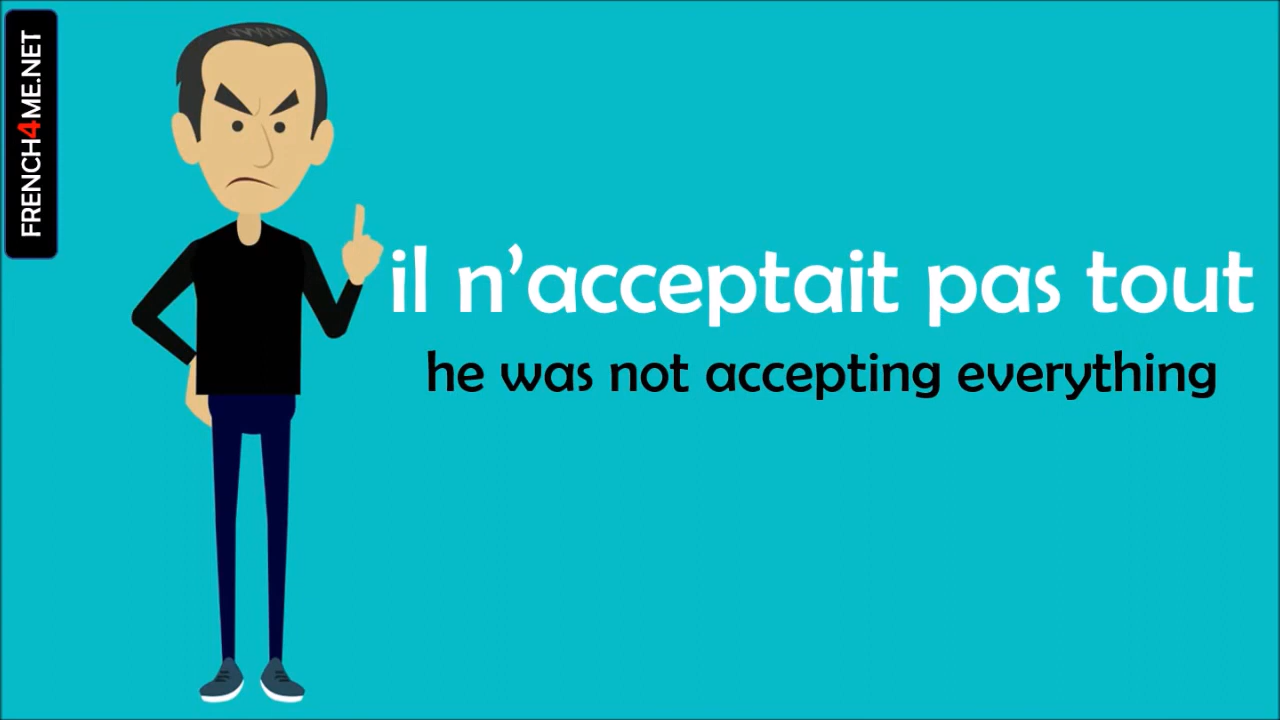 FRENCH4ME.NET
il n’acceptait pas tout
he was not accepting everything